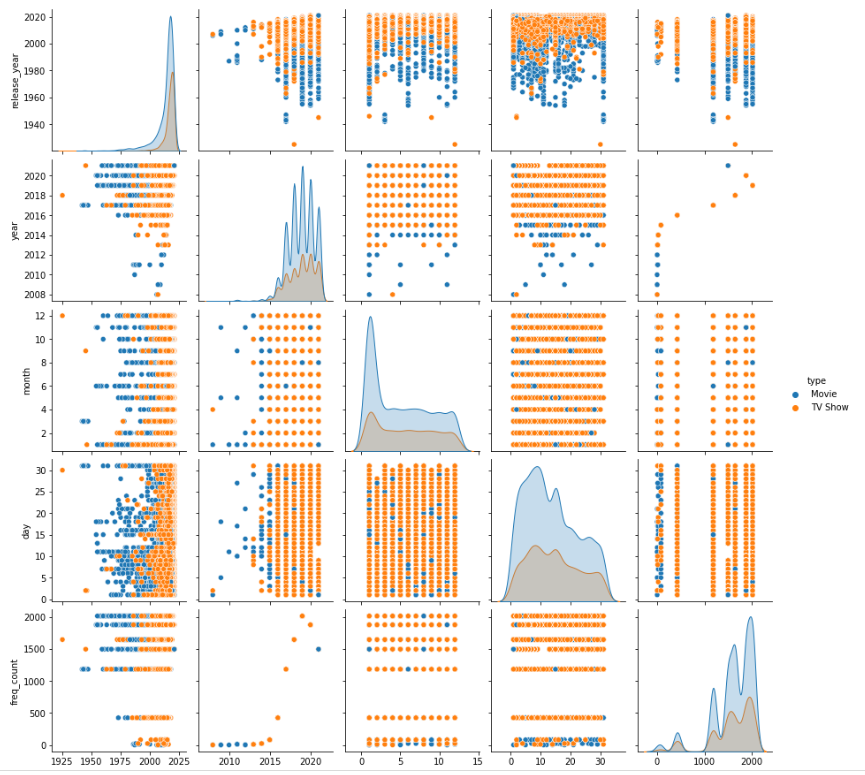 2020
2000
1980
1960
1940
release_year
2020
2018
2016
2014
2012
2010
2008
year
12
10
8
6
4
2
month
type
Movie
TV Show
30
25
20
15
10
5
0
day
2000
1500
1000
500
0
freq_count
1925 1950 1975 2000 2025
2010 2015 2020
0 5 10 15
0 10 20 30
0 1000 2000